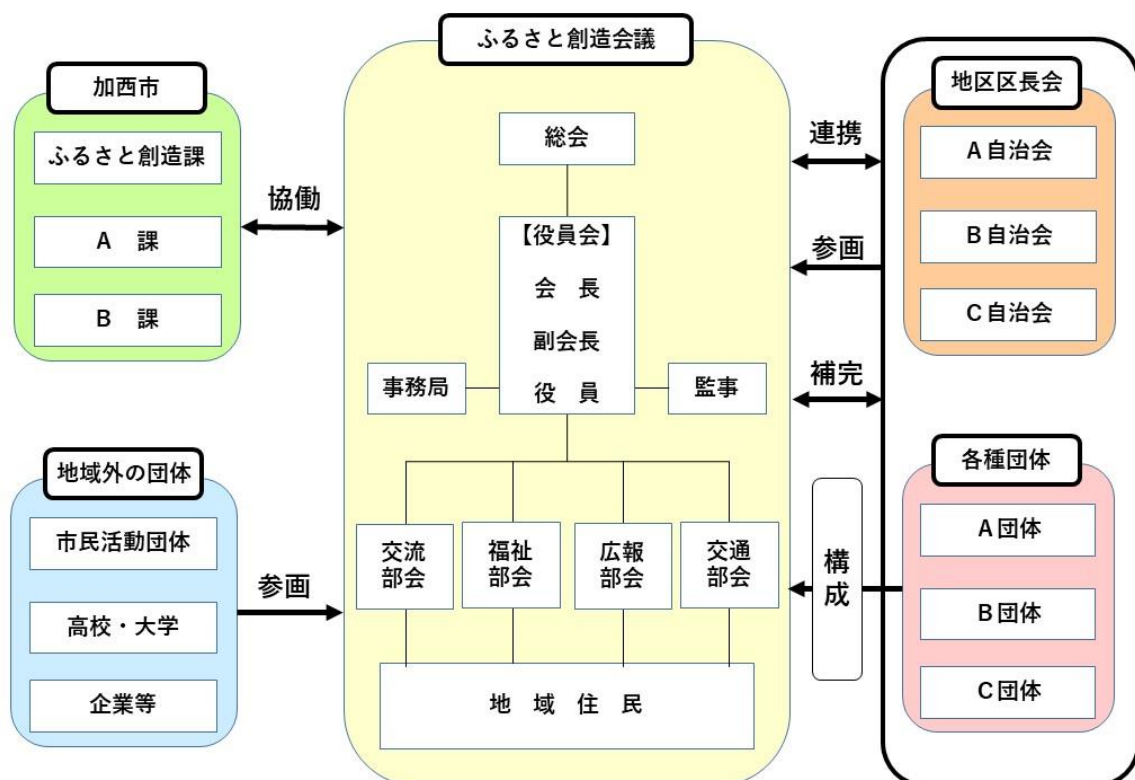 ふるさと創造会議
加西市
ふるさと創造課
A 課
B 課
協働
地域外の団体
市民活動団体
高校・大学
企業等
参画
総会
【役員会】
会 長
副会長
役 員
事務局
監事
交流
部会
福祉
部会
広報
部会
交通
部会
地 域 住 民
連携
参画
補完
構
成
地区区長会
A自治会
B自治会
C自治会
各種団体
A団体
B団体
C団体